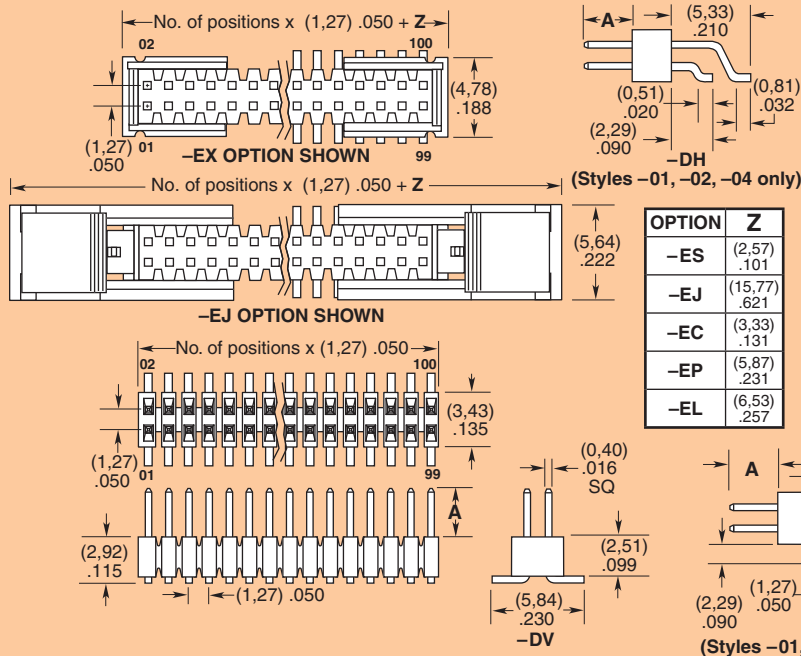 No. of positions x (1,27) .050 + Z
02
100
(4,78)
.188
(1,27)
.050
01
99
–EX OPTION SHOWN
A
(5,33)
.210
(0,51)
.020
(0,81)
.032
(2,29)
.090
–DH
(Styles –01, –02, –04 only)
No. of positions x (1,27) .050 + Z
(5,64)
.222
–EJ OPTION SHOWN
OPTION Z
–ES (2,57) .101
–EJ (15,77) .621
–EC (3,33) .131
–EP (5,87) .231
–EL (6,53) .257
No. of positions x (1,27) .050
02
100
(3,43)
.135
(1,27)
.050
01
99
A
(2,92)
.115
(1,27) .050
(0,40)
.016
SQ
(2,51)
.099
(5,84)
.230
–DV
A
(1,27)
.050
(2,29)
.090
(Styles –01,